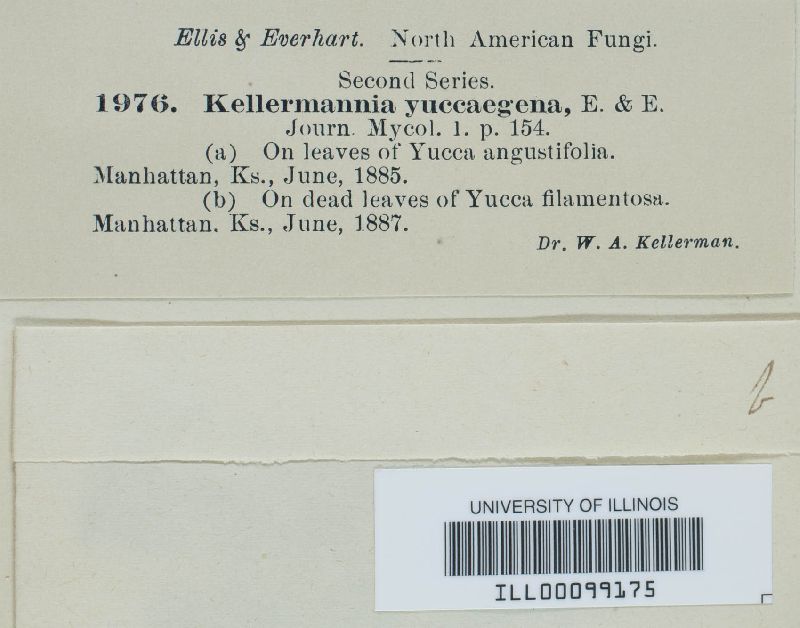 Ellis & Everhart. North American Fungi.
Second Series.
1976. Kellermannia yuccaegena, E. & E.
Journ. Mycol. 1. p. 154.
(a) On leaves of Yucca angustifolia.
Manhattan, Ks., June, 1885.
(b) On dead leaves of Yucca filamentosa.
Manhattan. Ks., June, 1887.
Dr. W. A. Kellerman.
b
UNIVERSITY OF ILLINOIS
ILL00099175